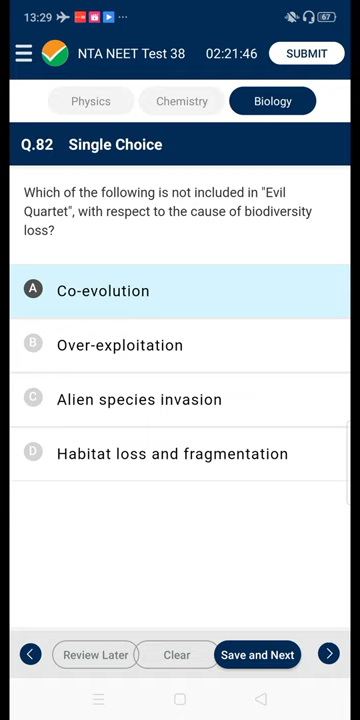 13:29 ··· 67
NTA NEET Test 38 02:21:46 SUBMIT
Physics Chemistry Biology
Q.82 Single Choice
Which of the following is not included in "Evil
Quartet", with respect to the cause of biodiversity
loss?
A Co-evolution
B Over-exploitation
C Alien species invasion
D Habitat loss and fragmentation
Review Later Clear Save and Next